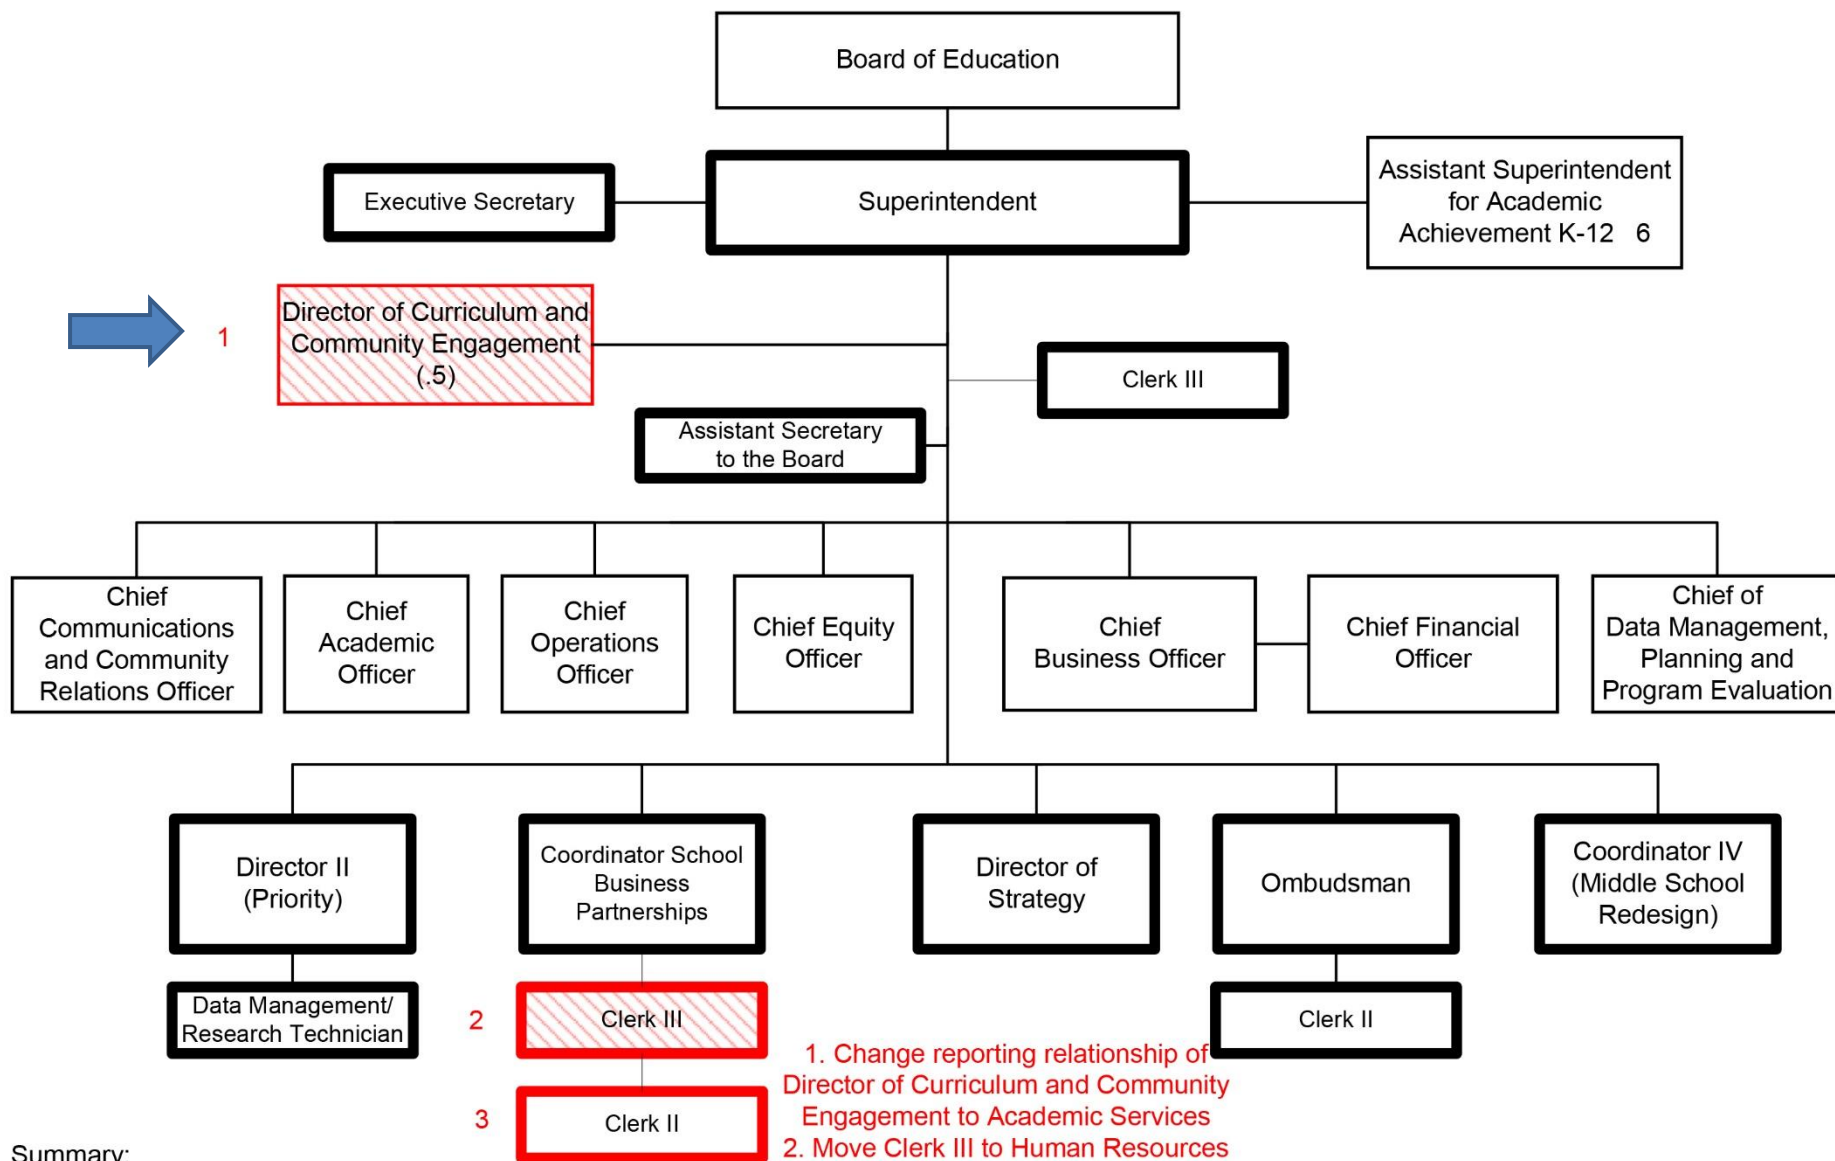 Board of Education
Executive Secretary
Superintendent
Assistant Superintendent
for Academic
Achievement K-12 6
1
Director of Curriculum and
Community Engagement
(.5)
Clerk III
Assistant Secretary
to the Board
Chief
Communications
and Community
Relations Officer
Chief
Academic
Officer
Chief
Operations
Officer
Chief Equity
Officer
Chief
Business Officer
Chief Financial
Officer
Chief of
Data Management,
Planning and
Program Evaluation
Director II
(Priority)
Coordinator School
Business
Partnerships
Director of
Strategy
Ombudsman
Coordinator IV
(Middle School
Redesign)
Data Management/
Research Technician
2
Clerk III
Clerk II
3
Clerk II
1. Change reporting relationship of
Director of Curriculum and Community
Engagement to Academic Services
2. Move Clerk III to Human Resources
Summary: